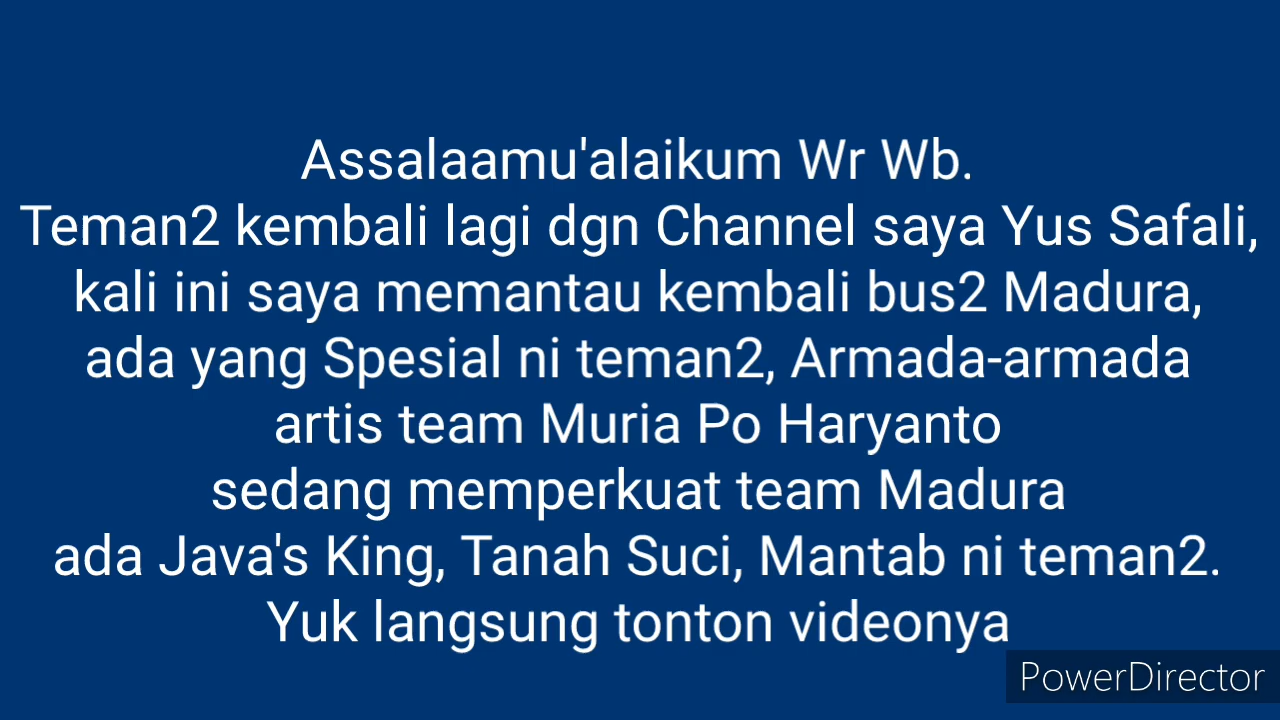 Assalaamu'alaikum Wr Wb.
Teman2 kembali lagi dgn Channel saya Yus Safali,
kali ini saya memantau kembali bus2 Madura,
ada yang Spesial ni teman2, Armada-armada
artis team Muria Po Haryanto
sedang memperkuat team Madura
ada Java's King, Tanah Suci, Mantab ni teman2.
Yuk langsung tonton videonya
PowerDirector